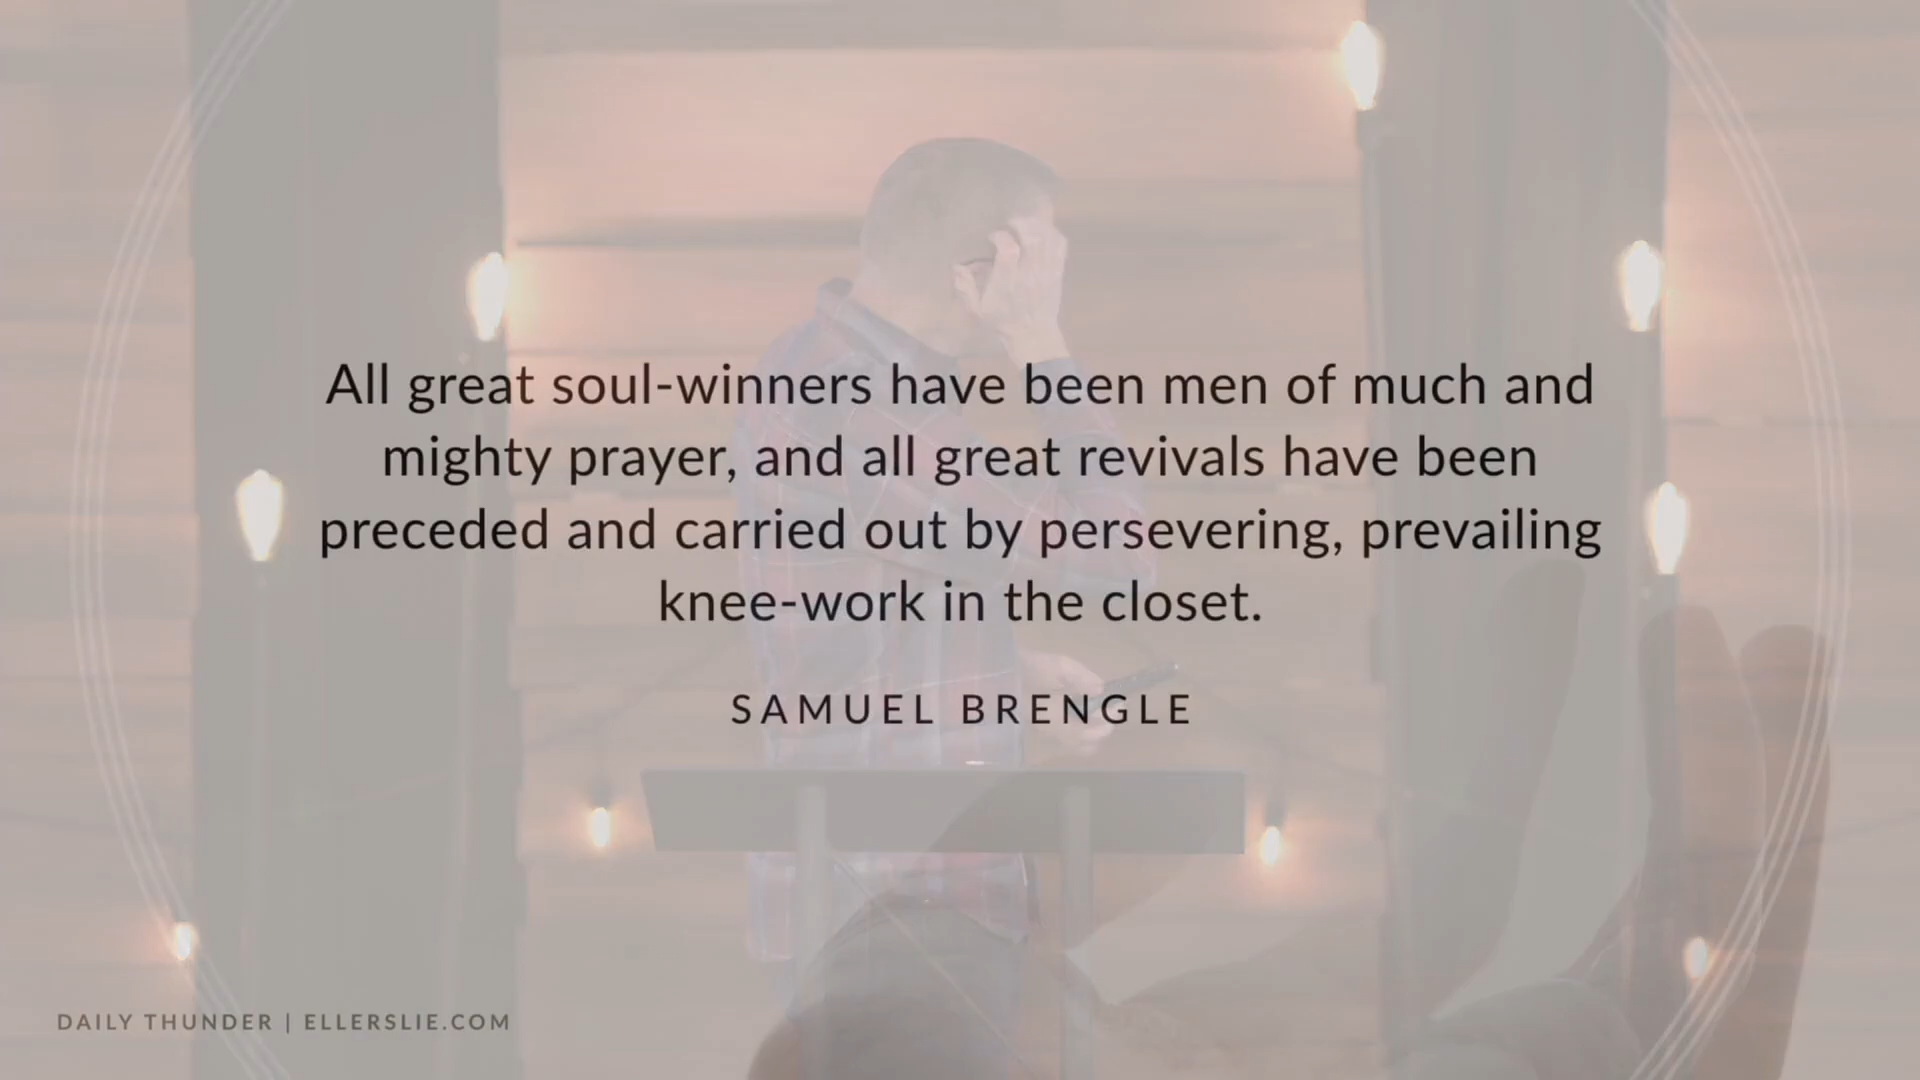 All great soul-winners have been men of much and
mighty prayer, and all great revivals have been
preceded and carried out by persevering, prevailing
knee-work in the closet.
SAMUEL BRENGLE
DAILY THUNDER | ELLERSLIE.COM